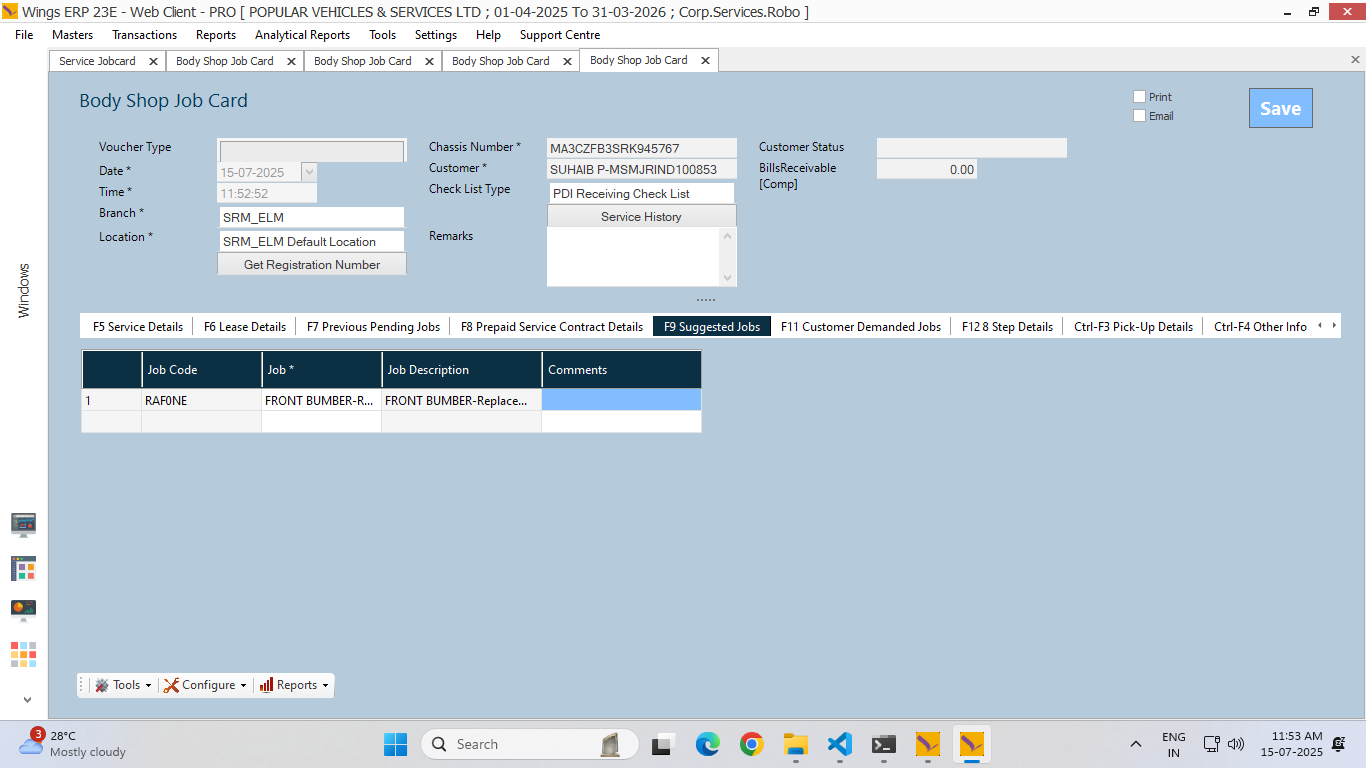 Wings ERP 23E - Web Client - PRO [ POPULAR VEHICLES & SERVICES LTD ; 01-04-2025 To 31-03-2026 ; Corp.Services.Robo ]
File Masters Transactions Reports Analytical Reports Tools Settings Help Support Centre
Service Jobcard Body Shop Job Card Body Shop Job Card Body Shop Job Card Body Shop Job Card
Body Shop Job Card
Print
Email
Save
Voucher Type
Date *
15-07-2025
Time *
11:52:52
Branch *
SRM_ELM
Location *
SRM_ELM Default Location
Get Registration Number
Chassis Number *
MA3CZFB3SRK945767
Customer *
SUHAIB P-MSMJRIND100853
Check List Type
PDI Receiving Check List
Service History
Remarks
Customer Status
BillsReceivable
[Comp]
0.00
Windows
F5 Service Details F6 Lease Details F7 Previous Pending Jobs F8 Prepaid Service Contract Details F9 Suggested Jobs F11 Customer Demanded Jobs F12 8 Step Details Ctrl-F3 Pick-Up Details Ctrl-F4 Other Info
Job Code Job * Job Description Comments
1 RAF0NE FRONT BUMBER-R... FRONT BUMBER-Replace...
Tools Configure Reports
3
28°C
Mostly cloudy
Search
ENG
IN
11:53 AM
15-07-2025